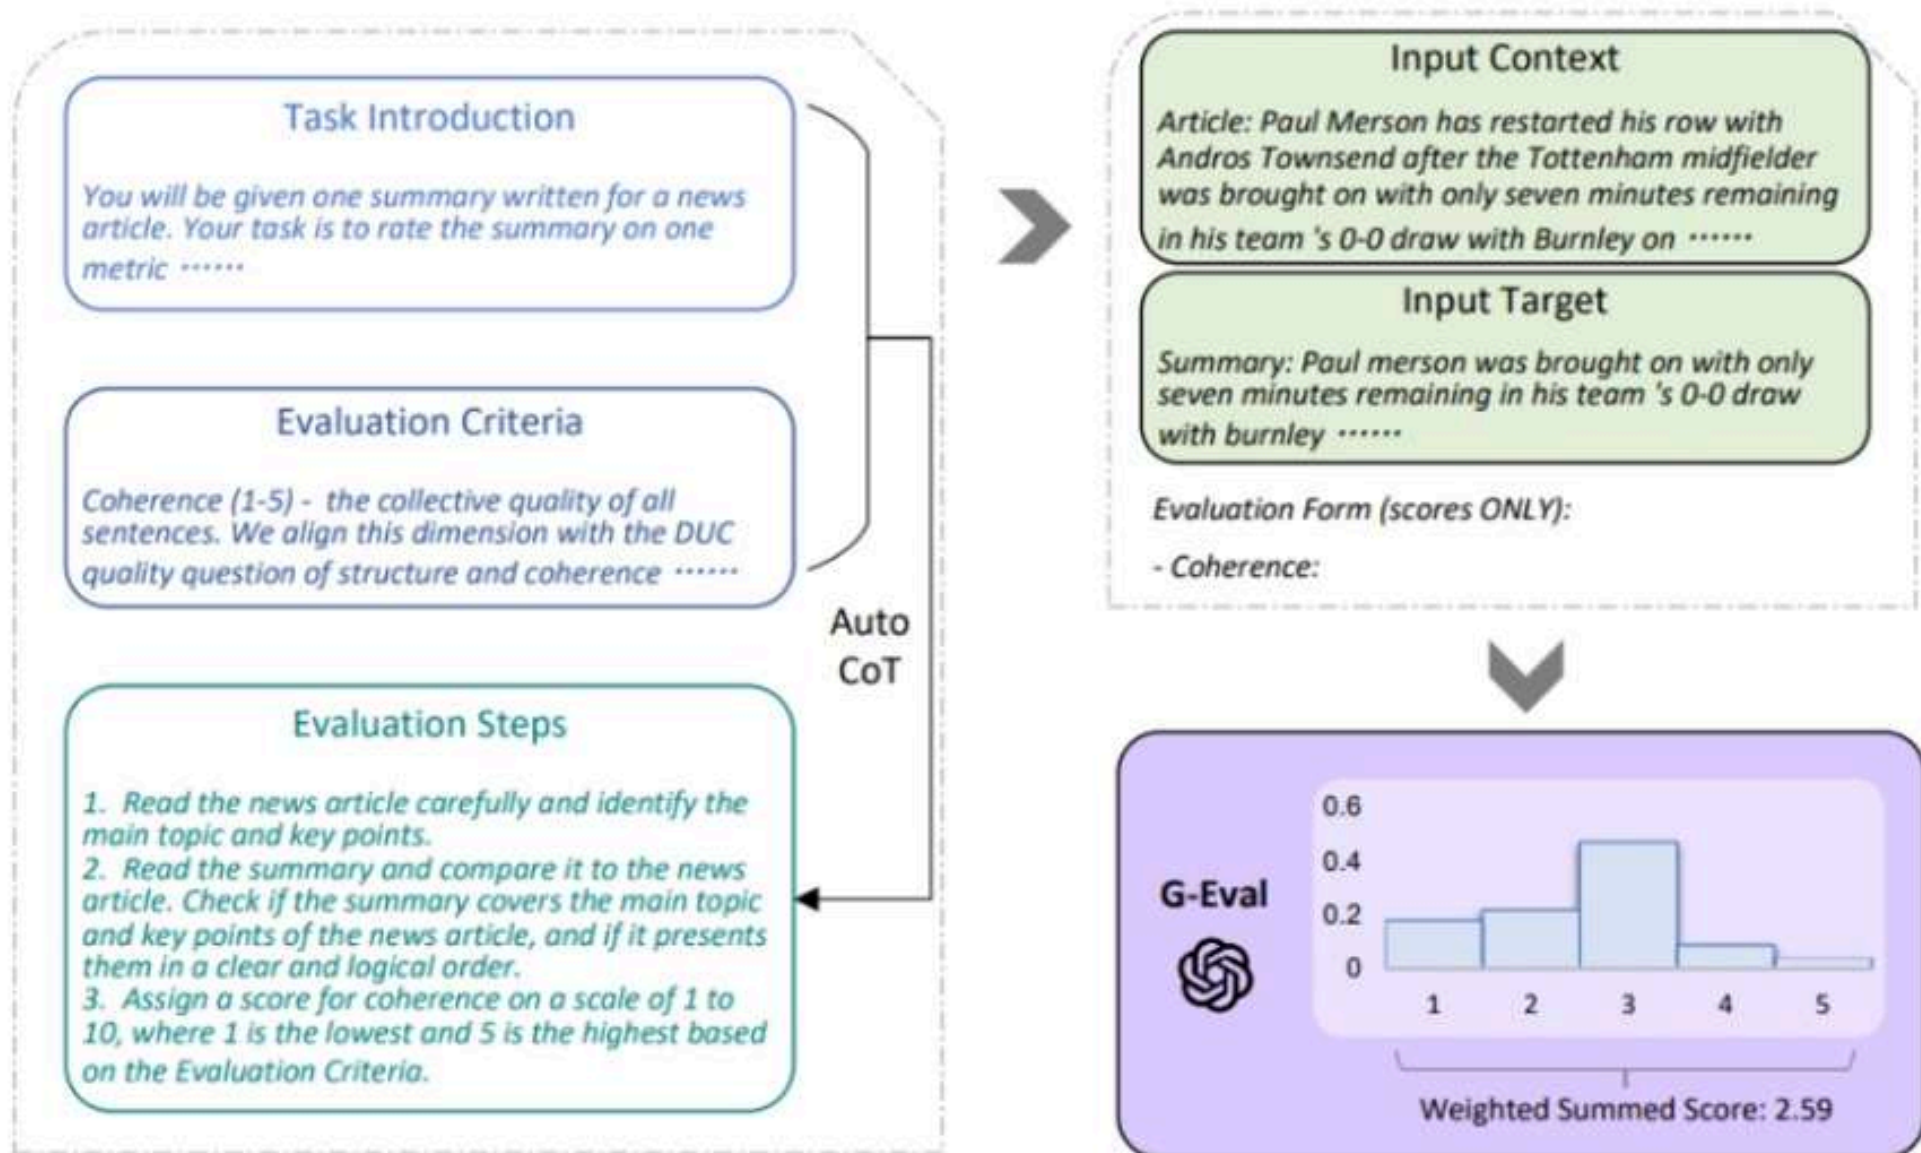 Task Introduction
You will be given one summary written for a news
article. Your task is to rate the summary on one
metric ······
Evaluation Criteria
Coherence (1-5) - the collective quality of all
sentences. We align this dimension with the DUC
quality question of structure and coherence ······
Auto
CoT
Evaluation Steps
1. Read the news article carefully and identify the
main topic and key points.
2. Read the summary and compare it to the news
article. Check if the summary covers the main topic
and key points of the news article, and if it presents
them in a clear and logical order.
3. Assign a score for coherence on a scale of 1 to
10, where 1 is the lowest and 5 is the highest based
on the Evaluation Criteria.
Input Context
Article: Paul Merson has restarted his row with
Andros Townsend after the Tottenham midfielder
was brought on with only seven minutes remaining
in his team 's 0-0 draw with Burnley on ······
Input Target
Summary: Paul merson was brought on with only
seven minutes remaining in his team 's 0-0 draw
with burnley ······
Evaluation Form (scores ONLY):
- Coherence:
G-Eval
0.6
0.4
0.2
0
1 2 3 4 5
Weighted Summed Score: 2.59